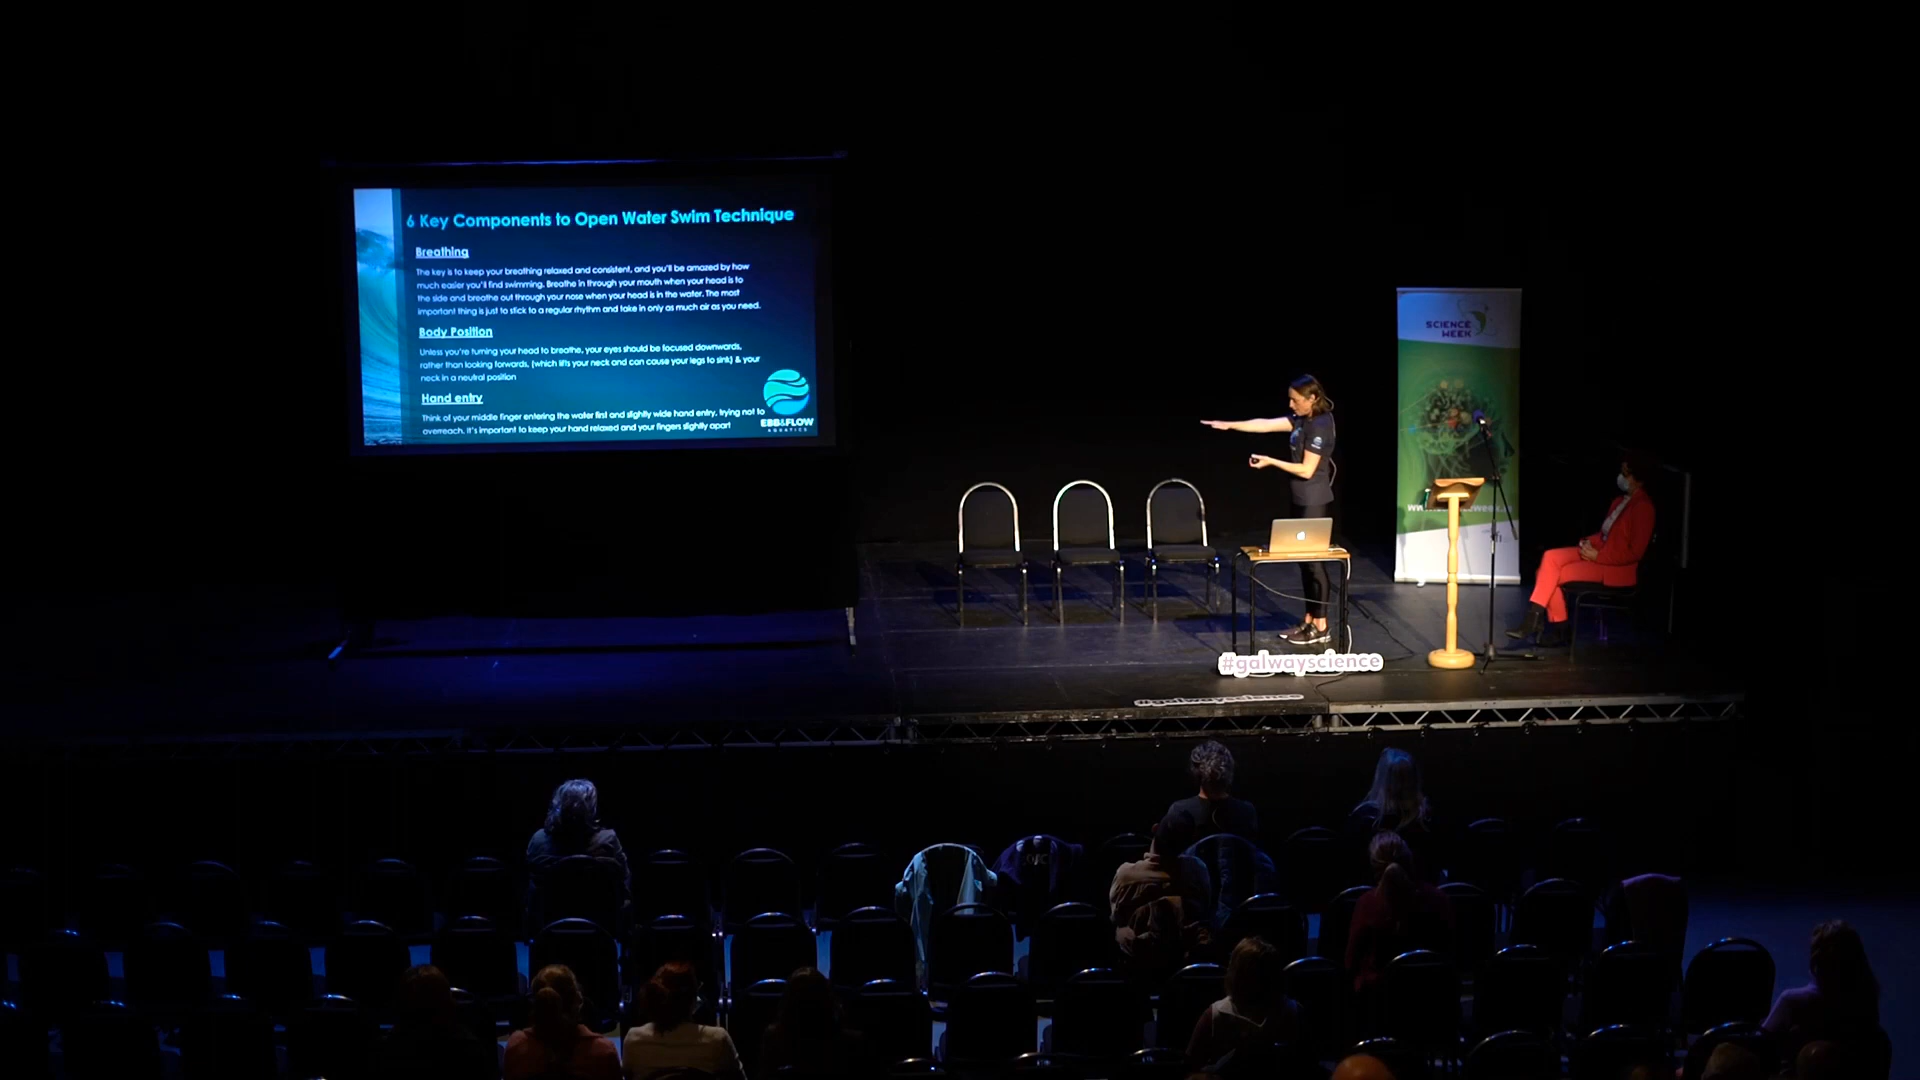 6 Key Components to Open Water Swim Technique
Breathing
The key is to keep your breathing relaxed and consistent, and you'll be amazed by how
much easier you'll find swimming. Breathe in through your mouth when your head is to
the side and breathe out through your nose when your head is in the water. The most
important thing is just to stick to a regular rhythm and take in only as much air as you need.
Body Position
Unless you're turning your head to breathe, your eyes should be focused downwards,
rather than looking forwards, (which lifts your neck and can cause your legs to sink) & your
neck in a neutral position
Hand entry
Think of your middle finger entering the water first and slightly wide hand entry, trying not to
overreach. It's important to keep your hand relaxed and your fingers slightly apart
EBB&FLOW
AQUATICS
SCIENCE
WEEK
#galwayscience
#galwayscience